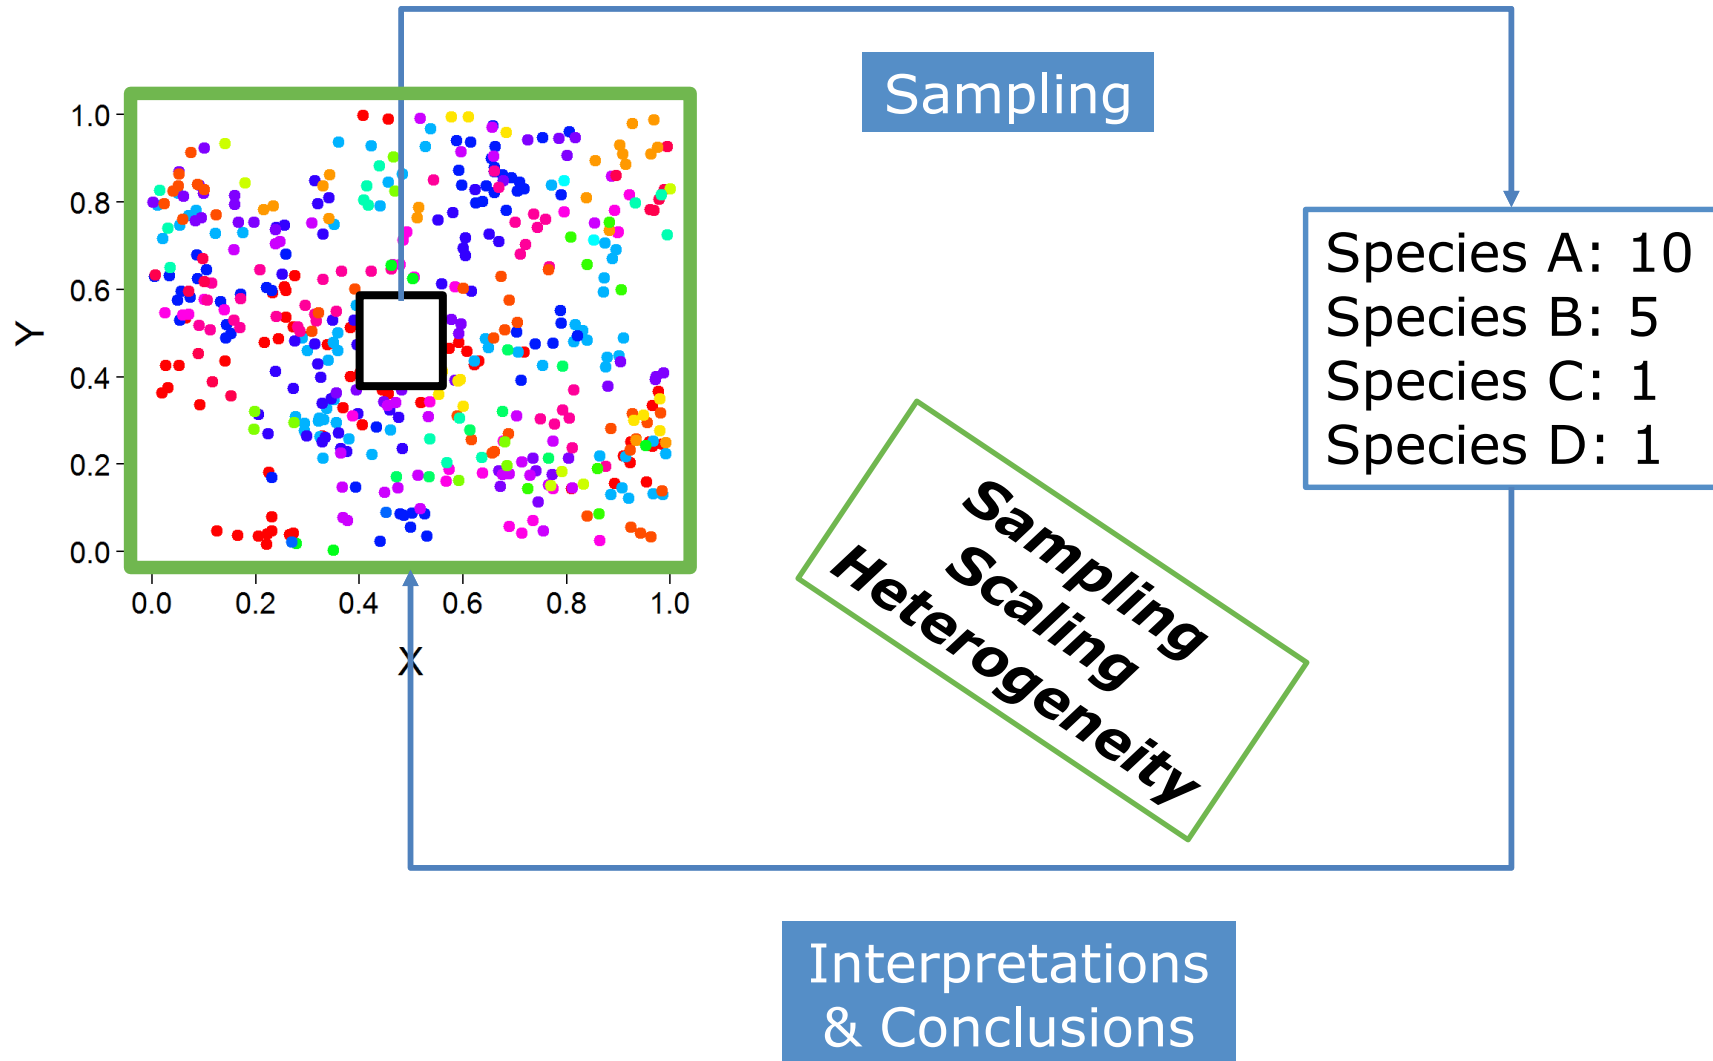 Sampling
1.0
0.8
0.6
0.4
0.2
0.0
Y
0.0 0.2 0.4 0.6 0.8 1.0
X
Species A: 10
Species B: 5
Species C: 1
Species D: 1
Sampling
Scaling
Heterogeneity
Interpretations
& Conclusions